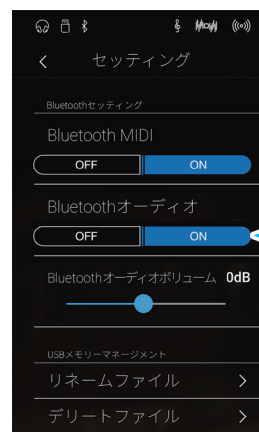 セッティング
Bluetoothセッティング
Bluetooth MIDI
OFF ON
Bluetoothオーディオ
OFF ON
Bluetoothオーディオボリューム 0dB
USBメモリーマネージメント
リネームファイル
デリートファイル